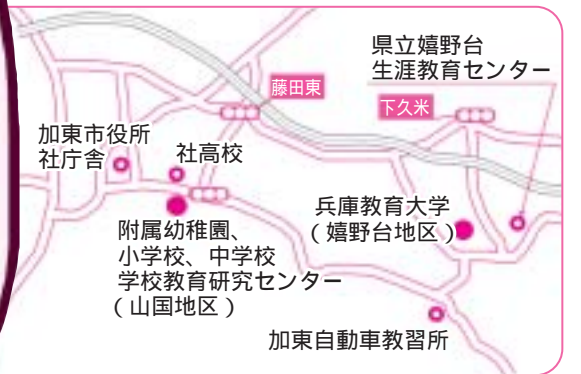 県立嬉野台
生涯教育センター
藤田東
下久米
加東市役所
社庁舎
社高校
兵庫教育大学
（嬉野台地区）
附属幼稚園、
小学校、中学校
学校教育研究センター
（山国地区）
加東自動車教習所